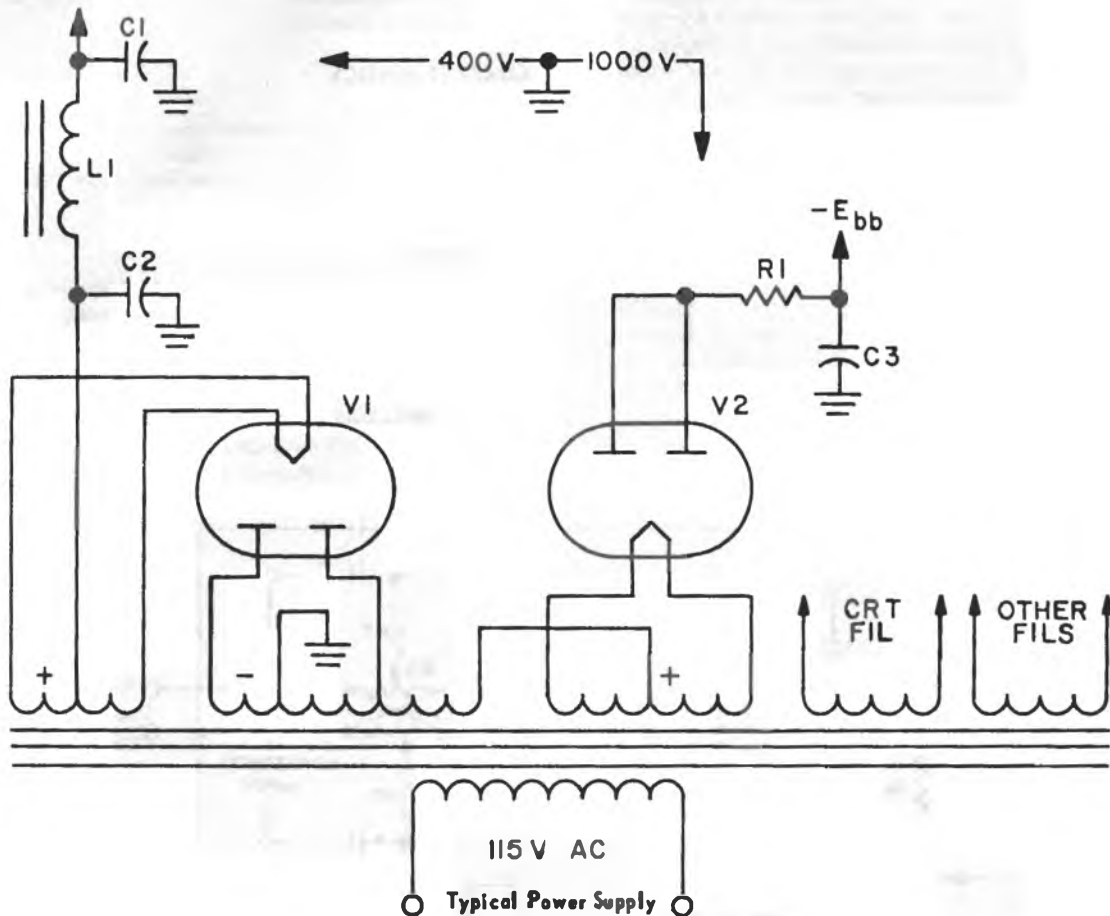 C1
400V 1000V
L1
-Ebb
C2
R1
C3
V1
V2
CRT
FIL
OTHER
FILS
+
-
+
115V AC
Typical Power Supply